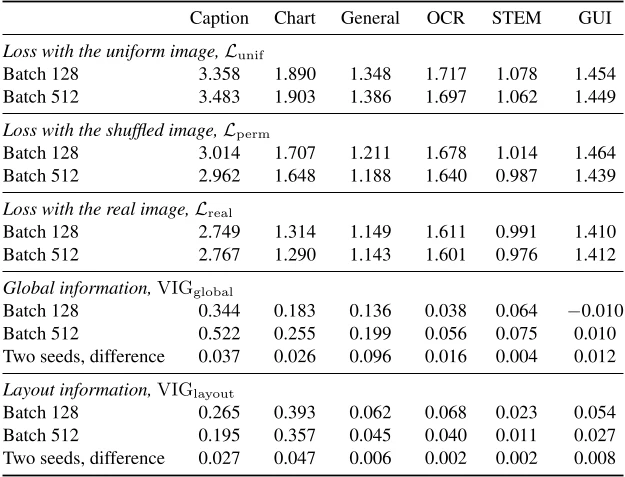 Caption Chart General OCR STEM GUI
Loss with the uniform image, ℒunif
Batch 128 3.358 1.890 1.348 1.717 1.078 1.454
Batch 512 3.483 1.903 1.386 1.697 1.062 1.449
Loss with the shuffled image, ℒperm
Batch 128 3.014 1.707 1.211 1.678 1.014 1.464
Batch 512 2.962 1.648 1.188 1.640 0.987 1.439
Loss with the real image, ℒreal
Batch 128 2.749 1.314 1.149 1.611 0.991 1.410
Batch 512 2.767 1.290 1.143 1.601 0.976 1.412
Global information, VIGglobal
Batch 128 0.344 0.183 0.136 0.038 0.064 −0.010
Batch 512 0.522 0.255 0.199 0.056 0.075 0.010
Two seeds, difference 0.037 0.026 0.096 0.016 0.004 0.012
Layout information, VIGlayout
Batch 128 0.265 0.393 0.062 0.068 0.023 0.054
Batch 512 0.195 0.357 0.045 0.040 0.011 0.027
Two seeds, difference 0.027 0.047 0.006 0.002 0.002 0.008